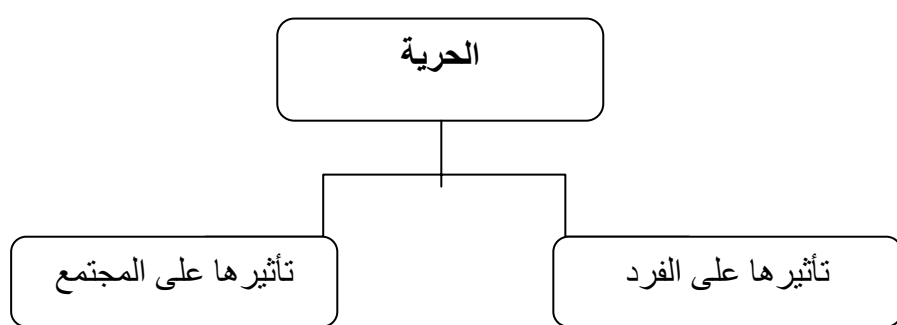 الحرية
تأثيرها على الفرد
تأثيرها على المجتمع